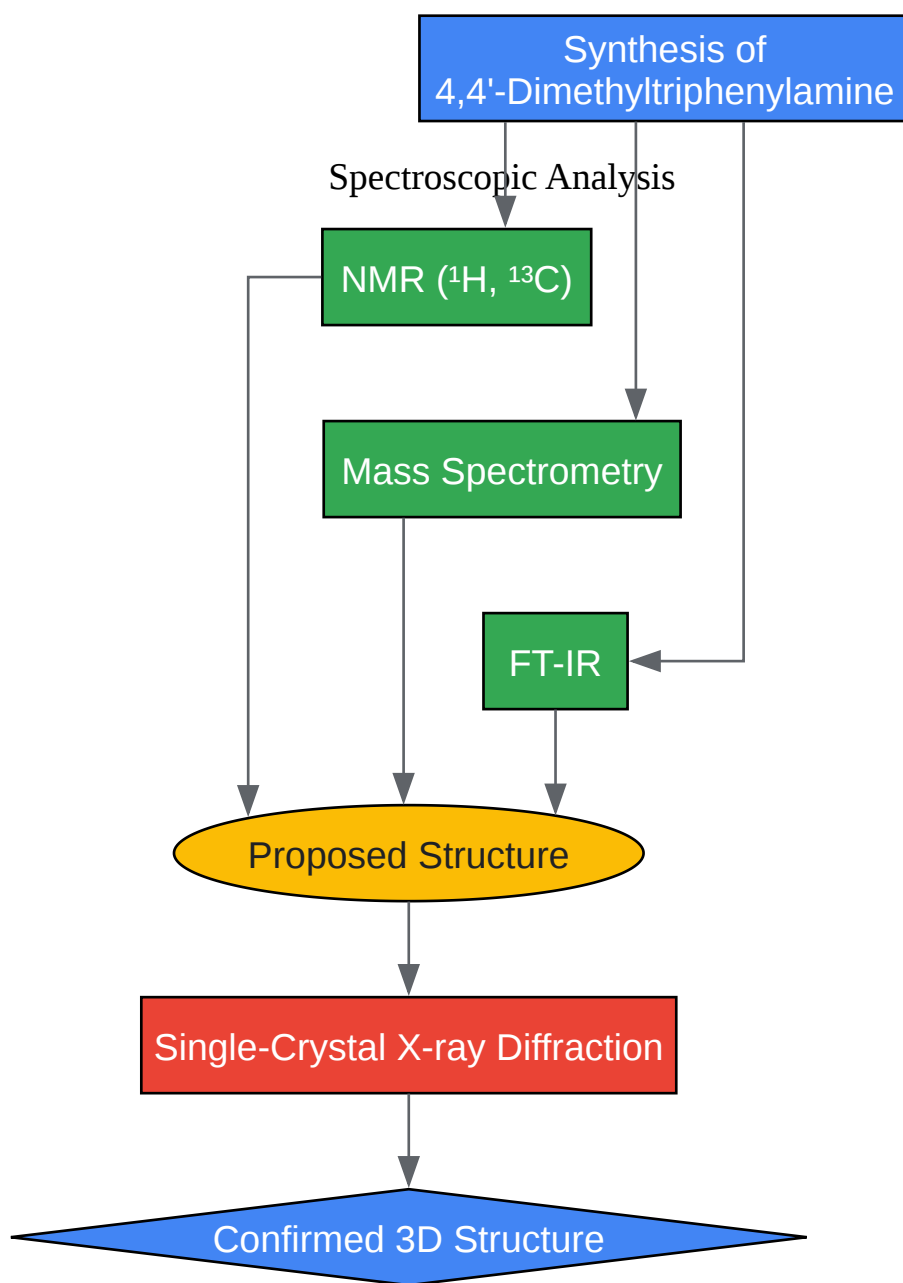 Synthesis of
4,4'-Dimethyltriphenylamine
Spectroscopic Analysis
NMR (¹H, ¹³C)
Mass Spectrometry
FT-IR
Proposed Structure
Single-Crystal X-ray Diffraction
Confirmed 3D Structure